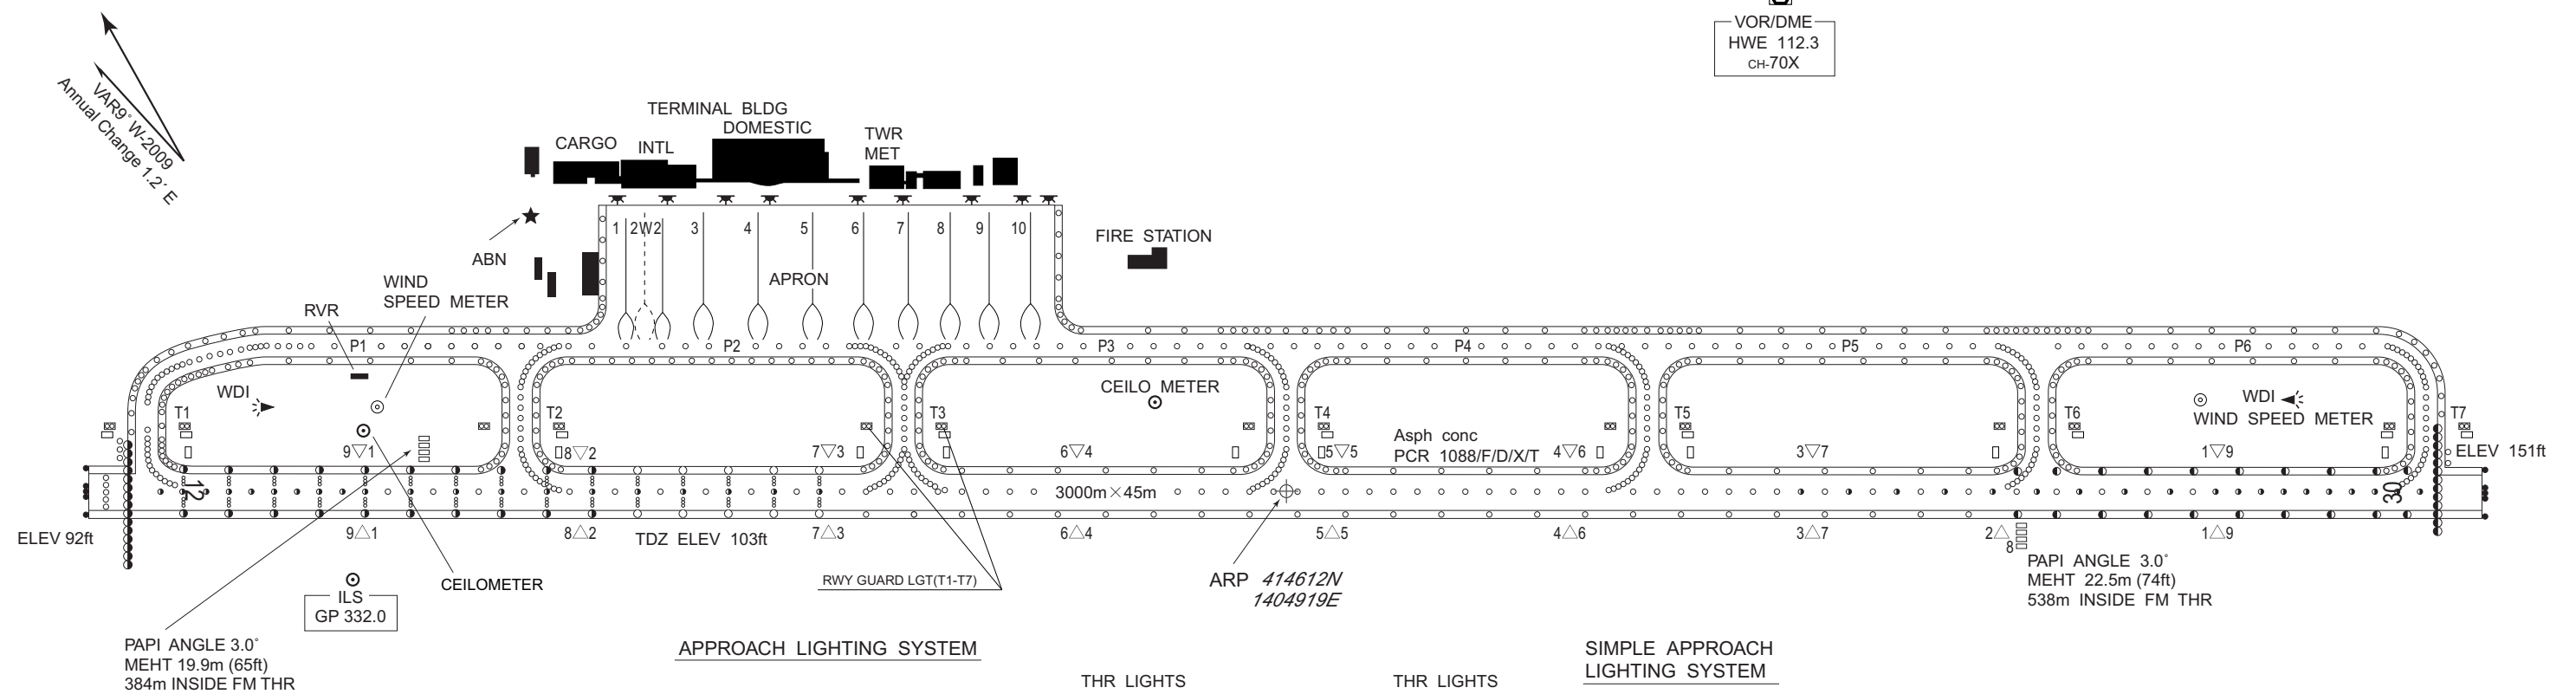 VOR/DME
HWE 112.3
CH-70X
VAR9° W-2009
Annual Change 1.2' E
TERMINAL BLDG
DOMESTIC
CARGO
INTL
TWR
MET
ABN
1 2W2 3 4 5 6 7 8 9 10
APRON
FIRE STATION
WIND
SPEED METER
RVR
P1 P2 P3 P4 P5 P6
WDI
CEILO METER
WDI
WIND SPEED METER
T1 T2 T3 T4 T5 T6 T7
Asph conc
PCR 1088/F/D/X/T
9▽1 8▽2 7▽3 6▽4 5▽5 4▽6 3▽7 1▽9
ELEV 151ft
12
3000m×45m
30
ELEV 92ft
9△1 8△2 7△3 6△4 5△5 4△6 3△7 2△8 1△9
TDZ ELEV 103ft
CEILOMETER
RWY GUARD LGT(T1-T7)
ARP 414612N
1404919E
PAPI ANGLE 3.0°
MEHT 22.5m (74ft)
538m INSIDE FM THR
ILS
GP 332.0
PAPI ANGLE 3.0°
MEHT 19.9m (65ft)
384m INSIDE FM THR
APPROACH LIGHTING SYSTEM
SIMPLE APPROACH
LIGHTING SYSTEM
THR LIGHTS
THR LIGHTS